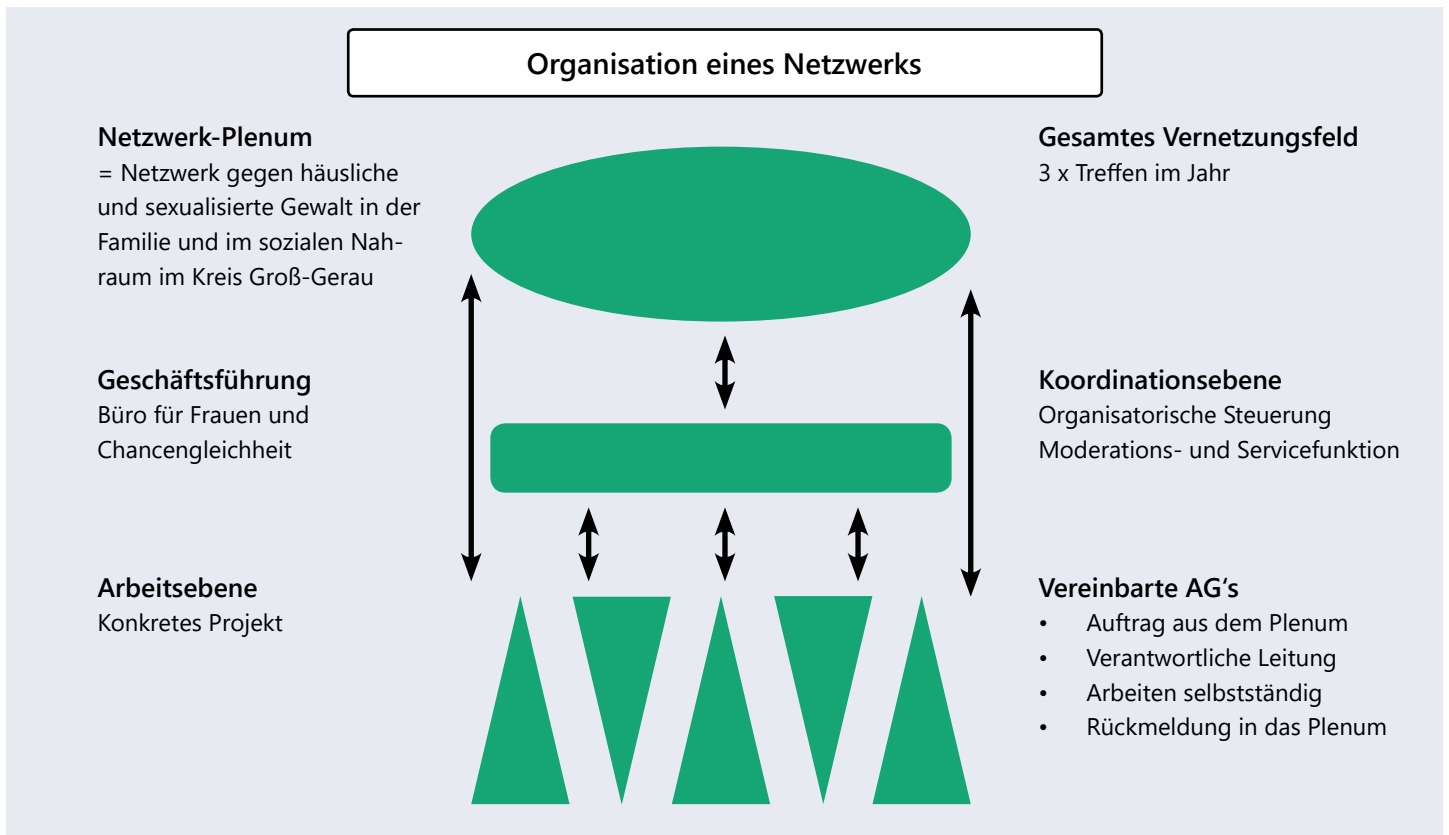 Organisation eines Netzwerks
Netzwerk-Plenum
= Netzwerk gegen häusliche
und sexualisierte Gewalt in der
Familie und im sozialen Nah-
raum im Kreis Groß-Gerau
Gesamtes Vernetzungsfeld
3 x Treffen im Jahr
Geschäftsführung
Büro für Frauen und
Chancengleichheit
Koordinationsebene
Organisatorische Steuerung
Moderations- und Servicefunktion
Arbeitsebene
Konkretes Projekt
Vereinbarte AG‘s
• Auftrag aus dem Plenum
• Verantwortliche Leitung
• Arbeiten selbstständig
• Rückmeldung in das Plenum